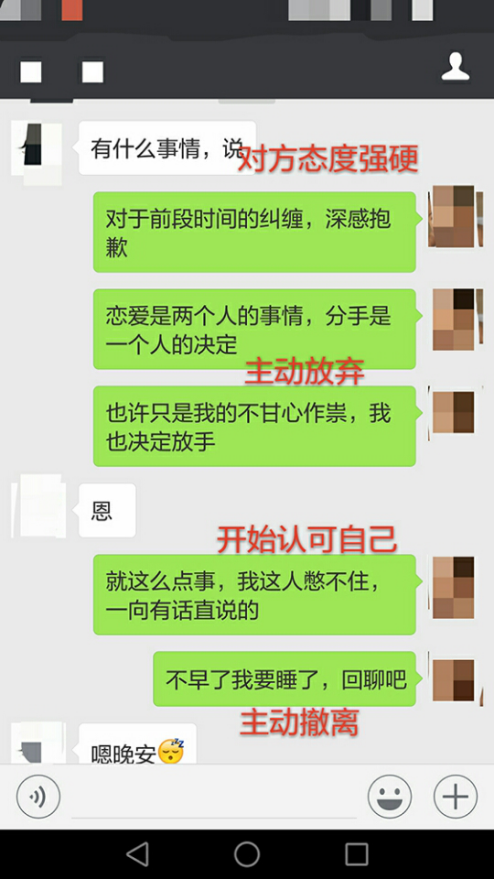 有什么事情，说
对方态度强硬
对于前段时间的纠缠，深感抱
歉
恋爱是两个人的事情，分手是
一个人的决定
主动放弃
也许只是我的不甘心作祟，我
也决定放手
恩
开始认可自己
就这么点事，我这人憋不住，
一向有话直说的
不早了我要睡了，回聊吧
主动撤离
嗯晚安😴